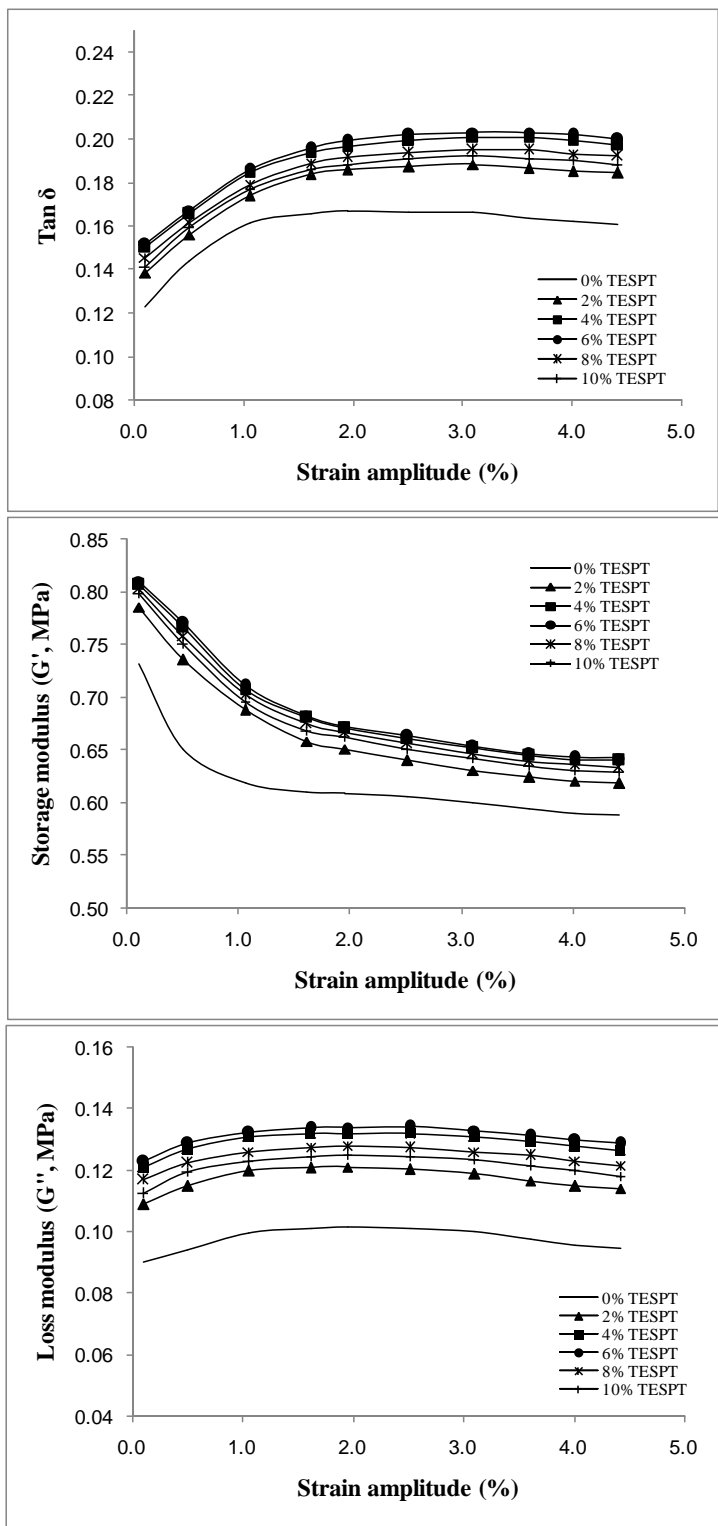 0.24
0.22
0.20
0.18
0.16
0.14
0.12
0.10
0.08
Tan δ
0% TESPT
2% TESPT
4% TESPT
6% TESPT
8% TESPT
10% TESPT
0.0 1.0 2.0 3.0 4.0 5.0
Strain amplitude (%)
0.85
0.80
0.75
0.70
0.65
0.60
0.55
0.50
Storage modulus (G', MPa)
0% TESPT
2% TESPT
4% TESPT
6% TESPT
8% TESPT
10% TESPT
0.0 1.0 2.0 3.0 4.0 5.0
Strain amplitude (%)
0.16
0.14
0.12
0.10
0.08
0.06
0.04
Loss modulus (G'', MPa)
0% TESPT
2% TESPT
4% TESPT
6% TESPT
8% TESPT
10% TESPT
0.0 1.0 2.0 3.0 4.0 5.0
Strain amplitude (%)